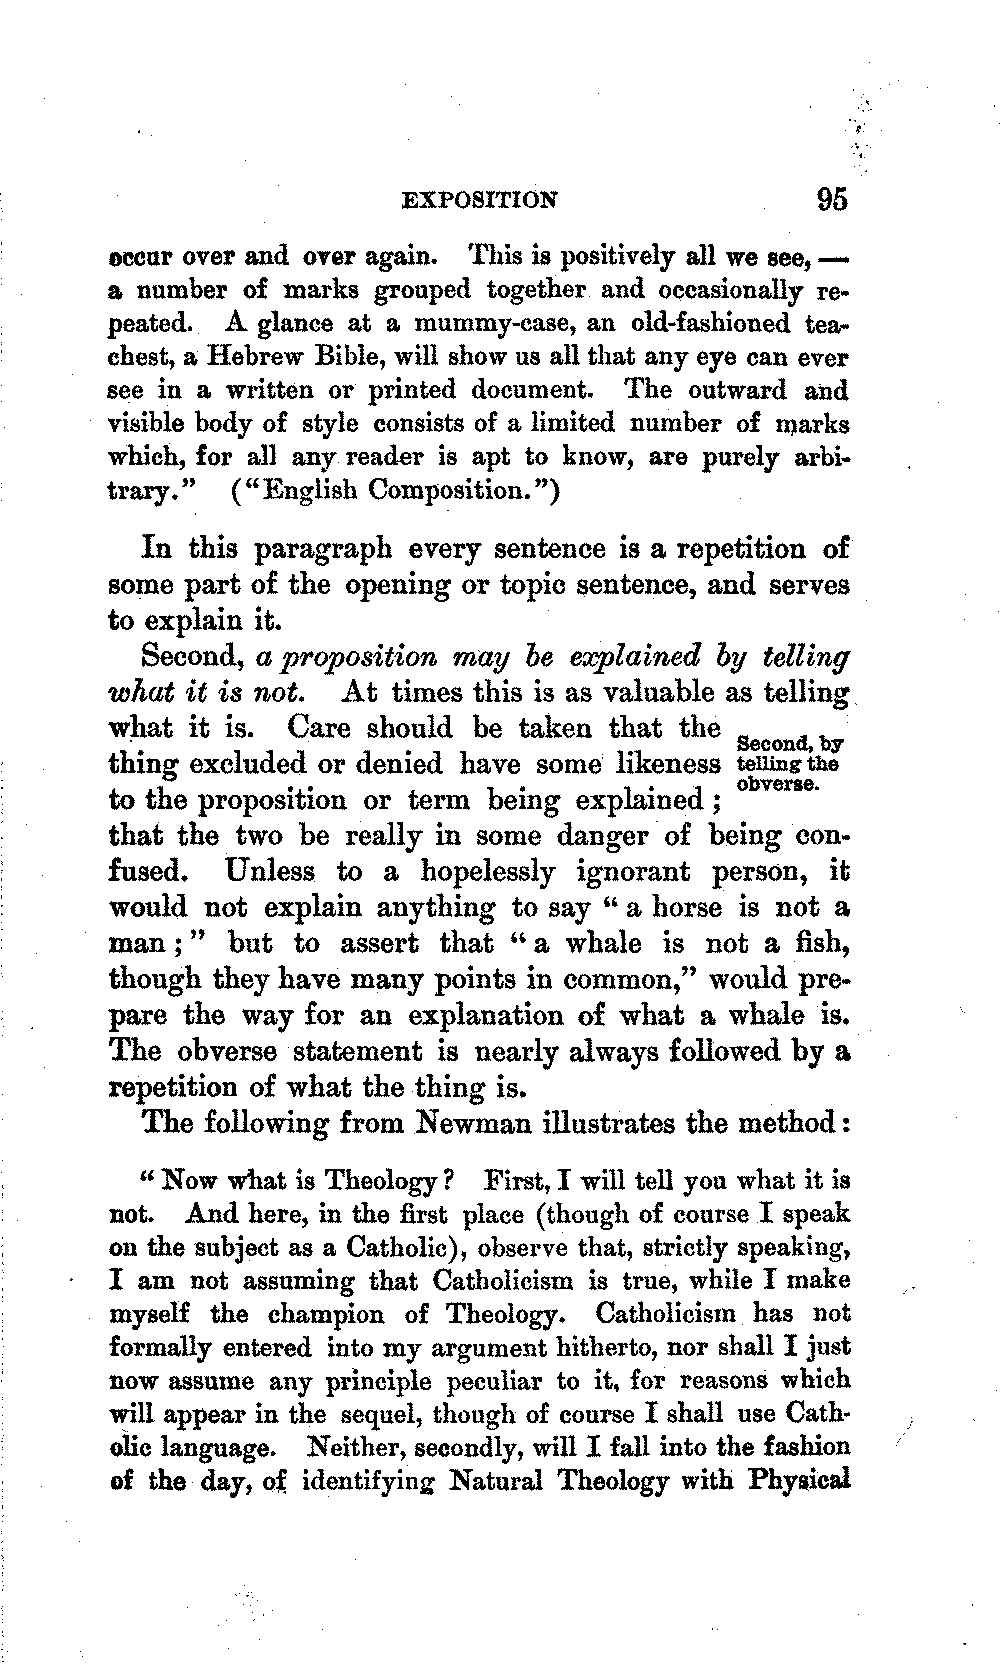 EXPOSITION 95
occur over and over again. This is positively all we see, —
a number of marks grouped together and occasionally re-
peated. A glance at a mummy-case, an old-fashioned tea-
chest, a Hebrew Bible, will show us all that any eye can ever
see in a written or printed document. The outward and
visible body of style consists of a limited number of marks
which, for all any reader is apt to know, are purely arbi-
trary." ("English Composition.")
In this paragraph every sentence is a repetition of
some part of the opening or topic sentence, and serves
to explain it.
Second, a proposition may be explained by telling
what it is not. At times this is as valuable as telling
what it is. Care should be taken that the
thing excluded or denied have some likeness
to the proposition or term being explained;
Second, by
telling the
obverse.
that the two be really in some danger of being con-
fused. Unless to a hopelessly ignorant person, it
would not explain anything to say "a horse is not a
man;" but to assert that "a whale is not a fish,
though they have many points in common," would pre-
pare the way for an explanation of what a whale is.
The obverse statement is nearly always followed by a
repetition of what the thing is.
The following from Newman illustrates the method:
"Now what is Theology? First, I will tell you what it is
not. And here, in the first place (though of course I speak
on the subject as a Catholic), observe that, strictly speaking,
I am not assuming that Catholicism is true, while I make
myself the champion of Theology. Catholicism has not
formally entered into my argument hitherto, nor shall I just
now assume any principle peculiar to it, for reasons which
will appear in the sequel, though of course I shall use Cath-
olic language. Neither, secondly, will I fall into the fashion
of the day, of identifying Natural Theology with Physical